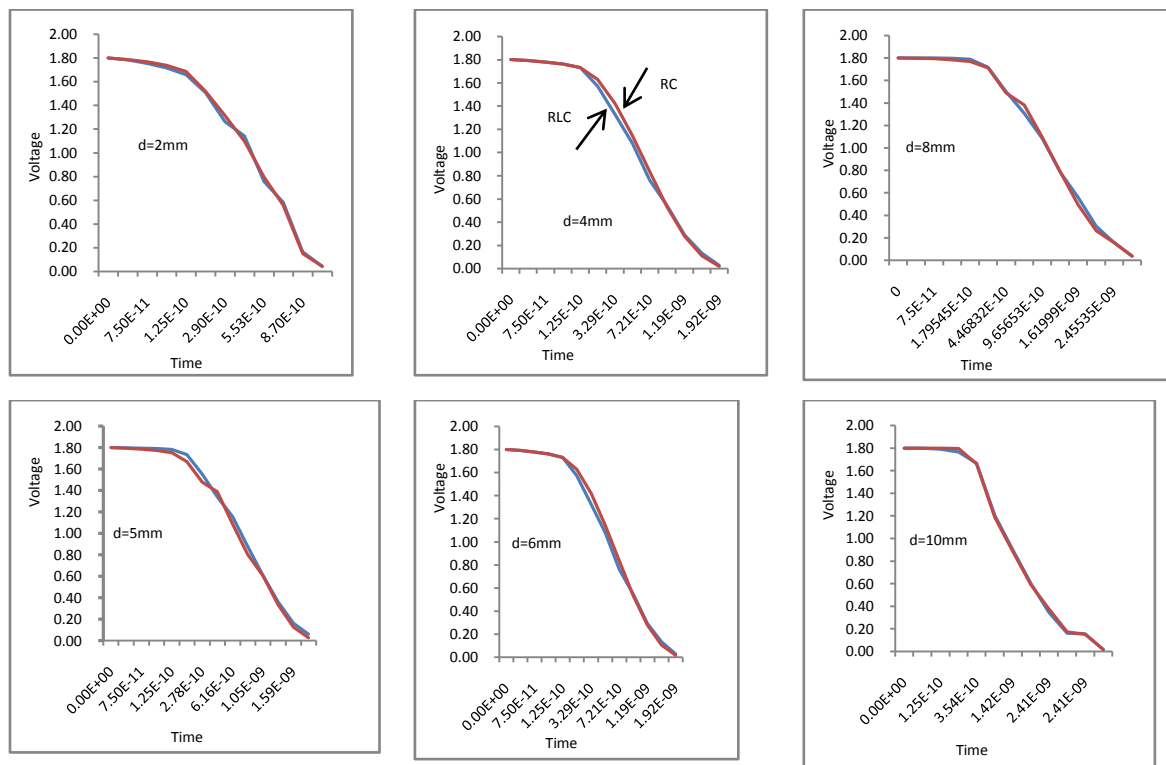 2.00
1.80
1.60
1.40
1.20
1.00
0.80
0.60
0.40
0.20
0.00
Voltage
d=2mm
0.00E+00
7.50E-11
1.25E-10
2.90E-10
5.53E-10
8.70E-10
Time
2.00
1.80
1.60
1.40
1.20
1.00
0.80
0.60
0.40
0.20
0.00
Voltage
RC
RLC
d=4mm
0.00E+00
7.50E-11
1.25E-10
3.29E-10
7.21E-10
1.19E-09
1.92E-09
Time
2.00
1.80
1.60
1.40
1.20
1.00
0.80
0.60
0.40
0.20
0.00
Voltage
d=8mm
0
7.5E-11
1.79545E-10
4.46832E-10
9.65653E-10
1.61999E-09
2.45535E-09
Time
2.00
1.80
1.60
1.40
1.20
1.00
0.80
0.60
0.40
0.20
0.00
Voltage
d=5mm
0.00E+00
7.50E-11
1.25E-10
2.78E-10
6.16E-10
1.05E-09
1.59E-09
Time
2.00
1.80
1.60
1.40
1.20
1.00
0.80
0.60
0.40
0.20
0.00
Voltage
d=6mm
0.00E+00
7.50E-11
1.25E-10
3.29E-10
7.21E-10
1.19E-09
1.92E-09
Time
2.00
1.80
1.60
1.40
1.20
1.00
0.80
0.60
0.40
0.20
0.00
Voltage
d=10mm
0.00E+00
1.25E-10
3.54E-10
1.42E-09
2.41E-09
2.41E-09
Time